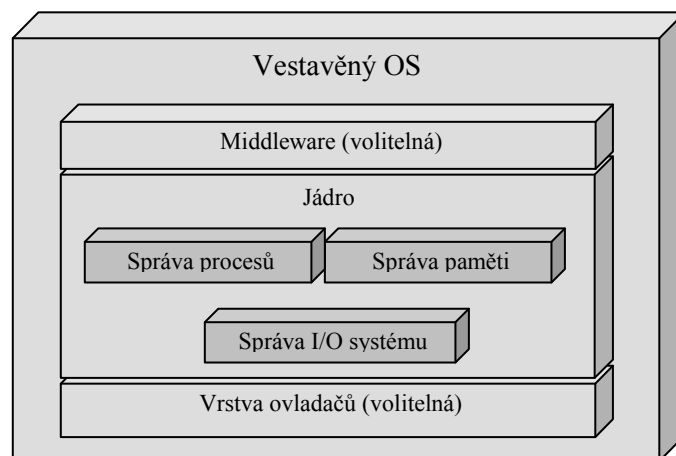 Vestavěný OS
Middleware (volitelná)
Jádro
Správa procesů
Správa paměti
Správa I/O systému
Vrstva ovladačů (volitelná)